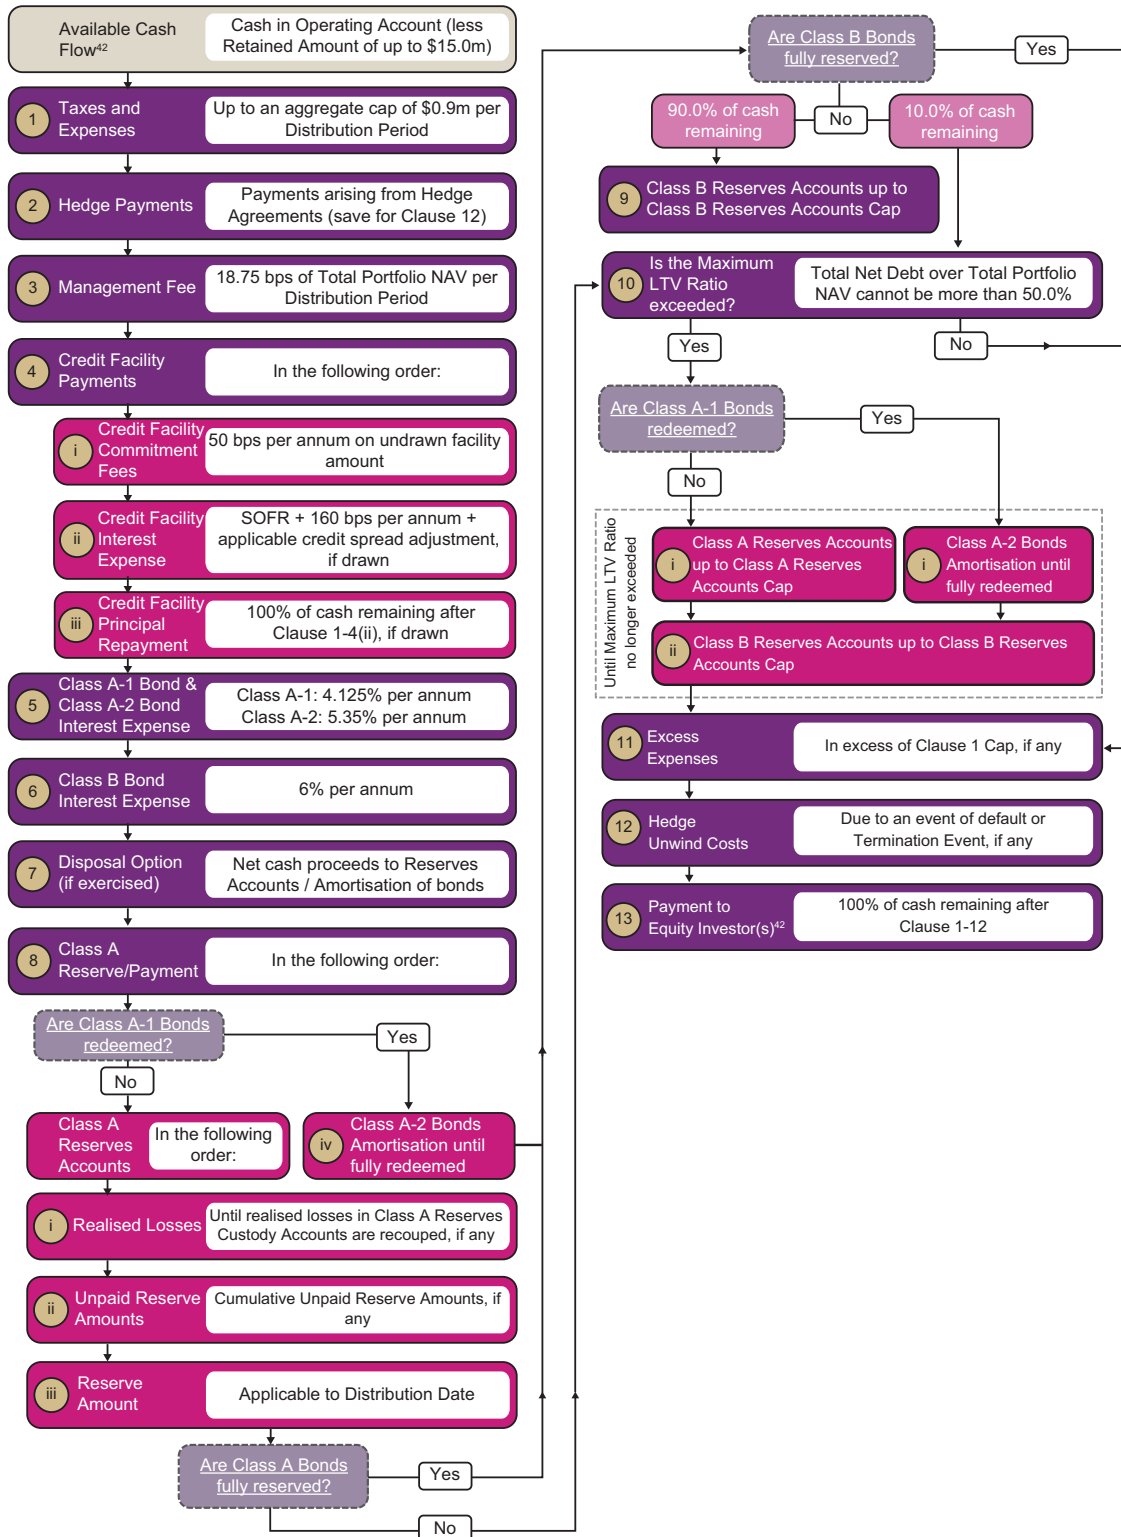 Available Cash
Flow42
Cash in Operating Account (less
Retained Amount of up to $15.0m)
1
Taxes and
Expenses
Up to an aggregate cap of $0.9m per
Distribution Period
2
Hedge Payments
Payments arising from Hedge
Agreements (save for Clause 12)
3
Management Fee
18.75 bps of Total Portfolio NAV per
Distribution Period
4
Credit Facility
Payments
In the following order:
i
Credit Facility
Commitment
Fees
50 bps per annum on undrawn facility
amount
ii
Credit Facility
Interest
Expense
SOFR + 160 bps per annum +
applicable credit spread adjustment,
if drawn
iii
Credit Facility
Principal
Repayment
100% of cash remaining after
Clause 1-4(ii), if drawn
5
Class A-1 Bond &
Class A-2 Bond
Interest Expense
Class A-1: 4.125% per annum
Class A-2: 5.35% per annum
6
Class B Bond
Interest Expense
6% per annum
7
Disposal Option
(if exercised)
Net cash proceeds to Reserves
Accounts / Amortisation of bonds
8
Class A
Reserve/Payment
In the following order:
Are Class A-1 Bonds
redeemed?
Yes
No
Class A
Reserves
Accounts
In the following
order:
iv
Class A-2 Bonds
Amortisation until
fully redeemed
i
Realised Losses
Until realised losses in Class A Reserves
Custody Accounts are recouped, if any
ii
Unpaid Reserve
Amounts
Cumulative Unpaid Reserve Amounts, if
any
iii
Reserve
Amount
Applicable to Distribution Date
Are Class A Bonds
fully reserved?
Yes
No
Are Class B Bonds
fully reserved?
Yes
No
90.0% of cash
remaining
10.0% of cash
remaining
9
Class B Reserves Accounts up to
Class B Reserves Accounts Cap
10
Is the Maximum
LTV Ratio
exceeded?
Total Net Debt over Total Portfolio
NAV cannot be more than 50.0%
Yes
No
Are Class A-1 Bonds
redeemed?
Yes
No
Until Maximum LTV Ratio
no longer exceeded
i
Class A Reserves Accounts
up to Class A Reserves
Accounts Cap
i
Class A-2 Bonds
Amortisation until
fully redeemed
ii
Class B Reserves Accounts up to Class B Reserves
Accounts Cap
11
Excess
Expenses
In excess of Clause 1 Cap, if any
12
Hedge
Unwind Costs
Due to an event of default or
Termination Event, if any
13
Payment to
Equity Investor(s)42
100% of cash remaining after
Clause 1-12